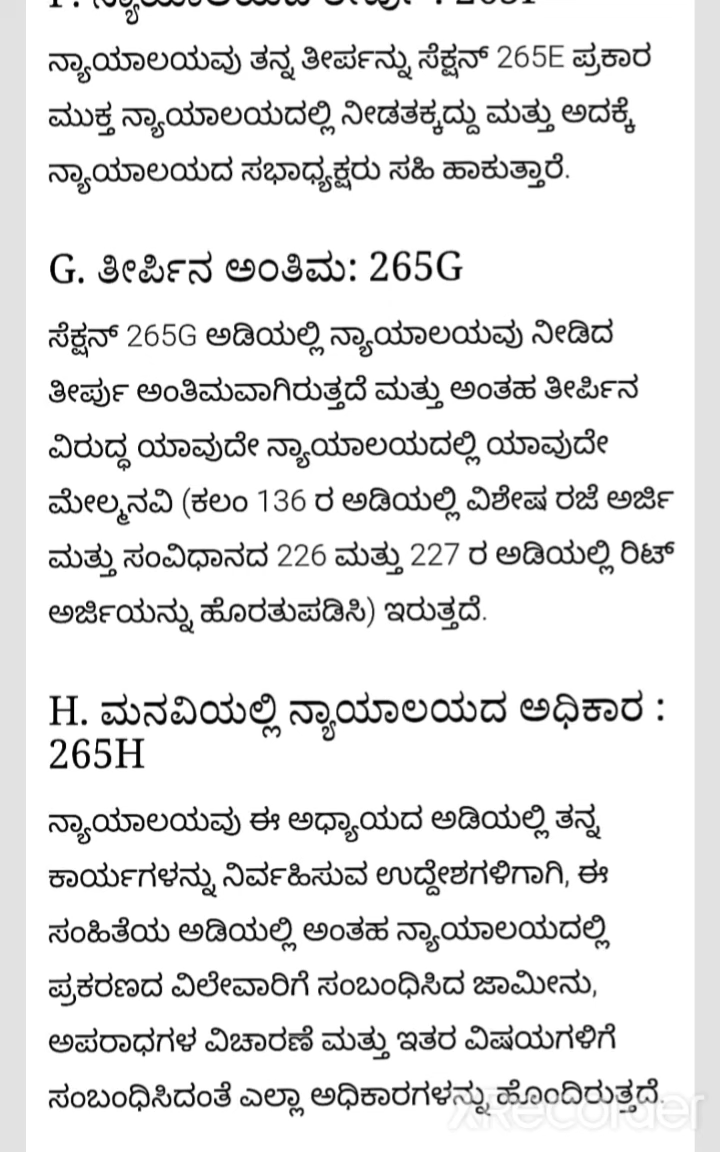 ನ್ಯಾಯಾಲಯವು ತನ್ನ ತೀರ್ಪನ್ನು ಸೆಕ್ಷನ್ 265E ಪ್ರಕಾರ
ಮುಕ್ತ ನ್ಯಾಯಾಲಯದಲ್ಲಿ ನೀಡತಕ್ಕದ್ದು ಮತ್ತು ಅದಕ್ಕೆ
ನ್ಯಾಯಾಲಯದ ಸಭಾಧ್ಯಕ್ಷರು ಸಹಿ ಹಾಕುತ್ತಾರೆ.
G. ತೀರ್ಪಿನ ಅಂತಿಮ: 265G
ಸೆಕ್ಷನ್ 265G ಅಡಿಯಲ್ಲಿ ನ್ಯಾಯಾಲಯವು ನೀಡಿದ
ತೀರ್ಪು ಅಂತಿಮವಾಗಿರುತ್ತದೆ ಮತ್ತು ಅಂತಹ ತೀರ್ಪಿನ
ವಿರುದ್ಧ ಯಾವುದೇ ನ್ಯಾಯಾಲಯದಲ್ಲಿ ಯಾವುದೇ
ಮೇಲ್ಮನವಿ (ಕಲಂ 136 ರ ಅಡಿಯಲ್ಲಿ ವಿಶೇಷ ರಜೆ ಅರ್ಜಿ
ಮತ್ತು ಸಂವಿಧಾನದ 226 ಮತ್ತು 227 ರ ಅಡಿಯಲ್ಲಿ ರಿಟ್
ಅರ್ಜಿಯನ್ನು ಹೊರತುಪಡಿಸಿ) ಇರುತ್ತದೆ.
H. ಮನವಿಯಲ್ಲಿ ನ್ಯಾಯಾಲಯದ ಅಧಿಕಾರ :
265H
ನ್ಯಾಯಾಲಯವು ಈ ಅಧ್ಯಾಯದ ಅಡಿಯಲ್ಲಿ ತನ್ನ
ಕಾರ್ಯಗಳನ್ನು ನಿರ್ವಹಿಸುವ ಉದ್ದೇಶಗಳಿಗಾಗಿ, ಈ
ಸಂಹಿತೆಯ ಅಡಿಯಲ್ಲಿ ಅಂತಹ ನ್ಯಾಯಾಲಯದಲ್ಲಿ
ಪ್ರಕರಣದ ವಿಲೇವಾರಿಗೆ ಸಂಬಂಧಿಸಿದ ಜಾಮೀನು,
ಅಪರಾಧಗಳ ವಿಚಾರಣೆ ಮತ್ತು ಇತರ ವಿಷಯಗಳಿಗೆ
ಸಂಬಂಧಿಸಿದಂತೆ ಎಲ್ಲಾ ಅಧಿಕಾರಗಳನ್ನು ಹೊಂದಿರುತ್ತದೆ.
XRecorder